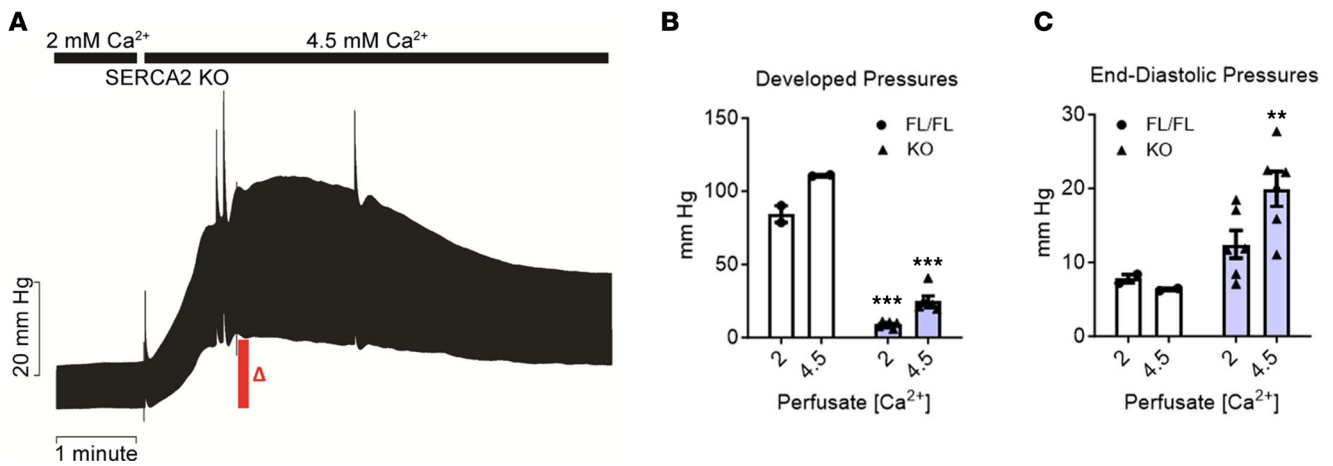 A
2 mM Ca²⁺
4.5 mM Ca²⁺
SERCA2 KO
20 mm Hg
Δ
1 minute
B
Developed Pressures
FL/FL
KO
150
100
50
0
mm Hg
***
***
2
4.5
2
4.5
Perfusate [Ca²⁺]
C
End-Diastolic Pressures
FL/FL
KO
30
20
10
0
mm Hg
**
2
4.5
2
4.5
Perfusate [Ca²⁺]